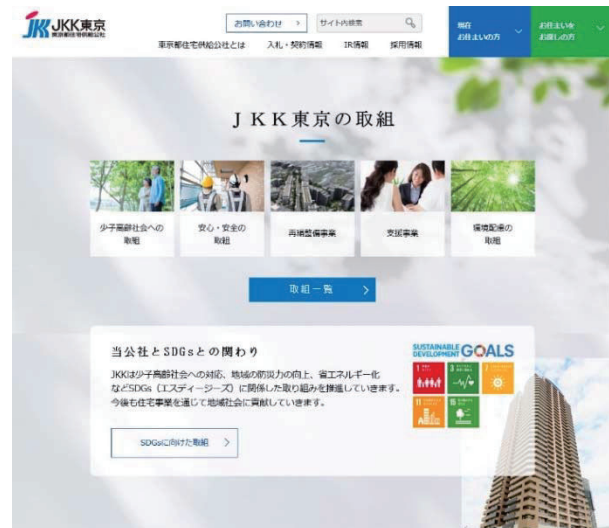 JKK東京
東京都住宅供給公社
お問い合わせ
サイト内検索
現在
お住まいの方
お住まいを
お探しの方
東京都住宅供給公社とは
入札・契約情報
IR情報
採用情報
JKK東京の取組
少子高齢社会への
取組
安心・安全の
取組
再編整備事業
支援事業
環境配慮の
取組
取組一覧
当公社とSDGsとの関わり
JKKは少子高齢社会への対応、地域の防災力の向上、省エネルギー化
などSDGs（エスディージーズ）に関係した取り組みを推進していきます。
今後も住宅事業を通じて地域社会に貢献していきます。
SDGsに向けた取組
SUSTAINABLE
DEVELOPMENT GOALS
1
3
7
11
15